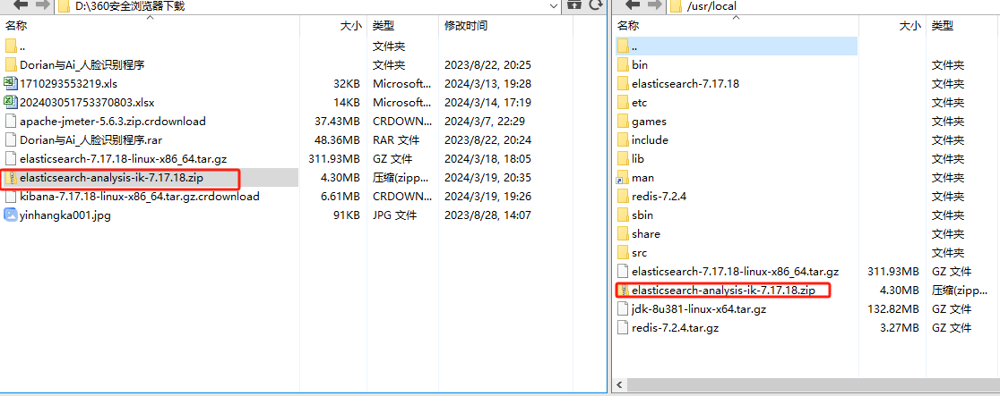 D:\360安全浏览器下载
名称 大小 类型 修改时间
.. 文件夹
Dorian与Ai_人脸识别程序 文件夹 2023/8/22, 20:25
1710293553219.xls 32KB Microsoft... 2024/3/13, 19:28
202403051753370803.xlsx 14KB Microsoft... 2024/3/14, 17:19
apache-jmeter-5.6.3.zip.crdownload 37.43MB CRDOWN... 2024/3/7, 22:29
Dorian与Ai_人脸识别程序.rar 48.36MB RAR 文件 2023/8/22, 20:24
elasticsearch-7.17.18-linux-x86_64.tar.gz 311.93MB GZ 文件 2024/3/18, 18:05
elasticsearch-analysis-ik-7.17.18.zip 4.30MB 压缩(zipp... 2024/3/19, 20:35
kibana-7.17.18-linux-x86_64.tar.gz.crdownload 6.61MB CRDOWN... 2024/3/19, 19:26
yinhangka001.jpg 91KB JPG 文件 2023/8/28, 14:07
/usr/local
名称 大小 类型
..
bin 文件夹
elasticsearch-7.17.18 文件夹
etc 文件夹
games 文件夹
include 文件夹
lib 文件夹
man 文件夹
redis-7.2.4 文件夹
sbin 文件夹
share 文件夹
src 文件夹
elasticsearch-7.17.18-linux-x86_64.tar.gz 311.93MB GZ 文件
elasticsearch-analysis-ik-7.17.18.zip 4.30MB 压缩(zipp...
jdk-8u381-linux-x64.tar.gz 132.82MB GZ 文件
redis-7.2.4.tar.gz 3.27MB GZ 文件